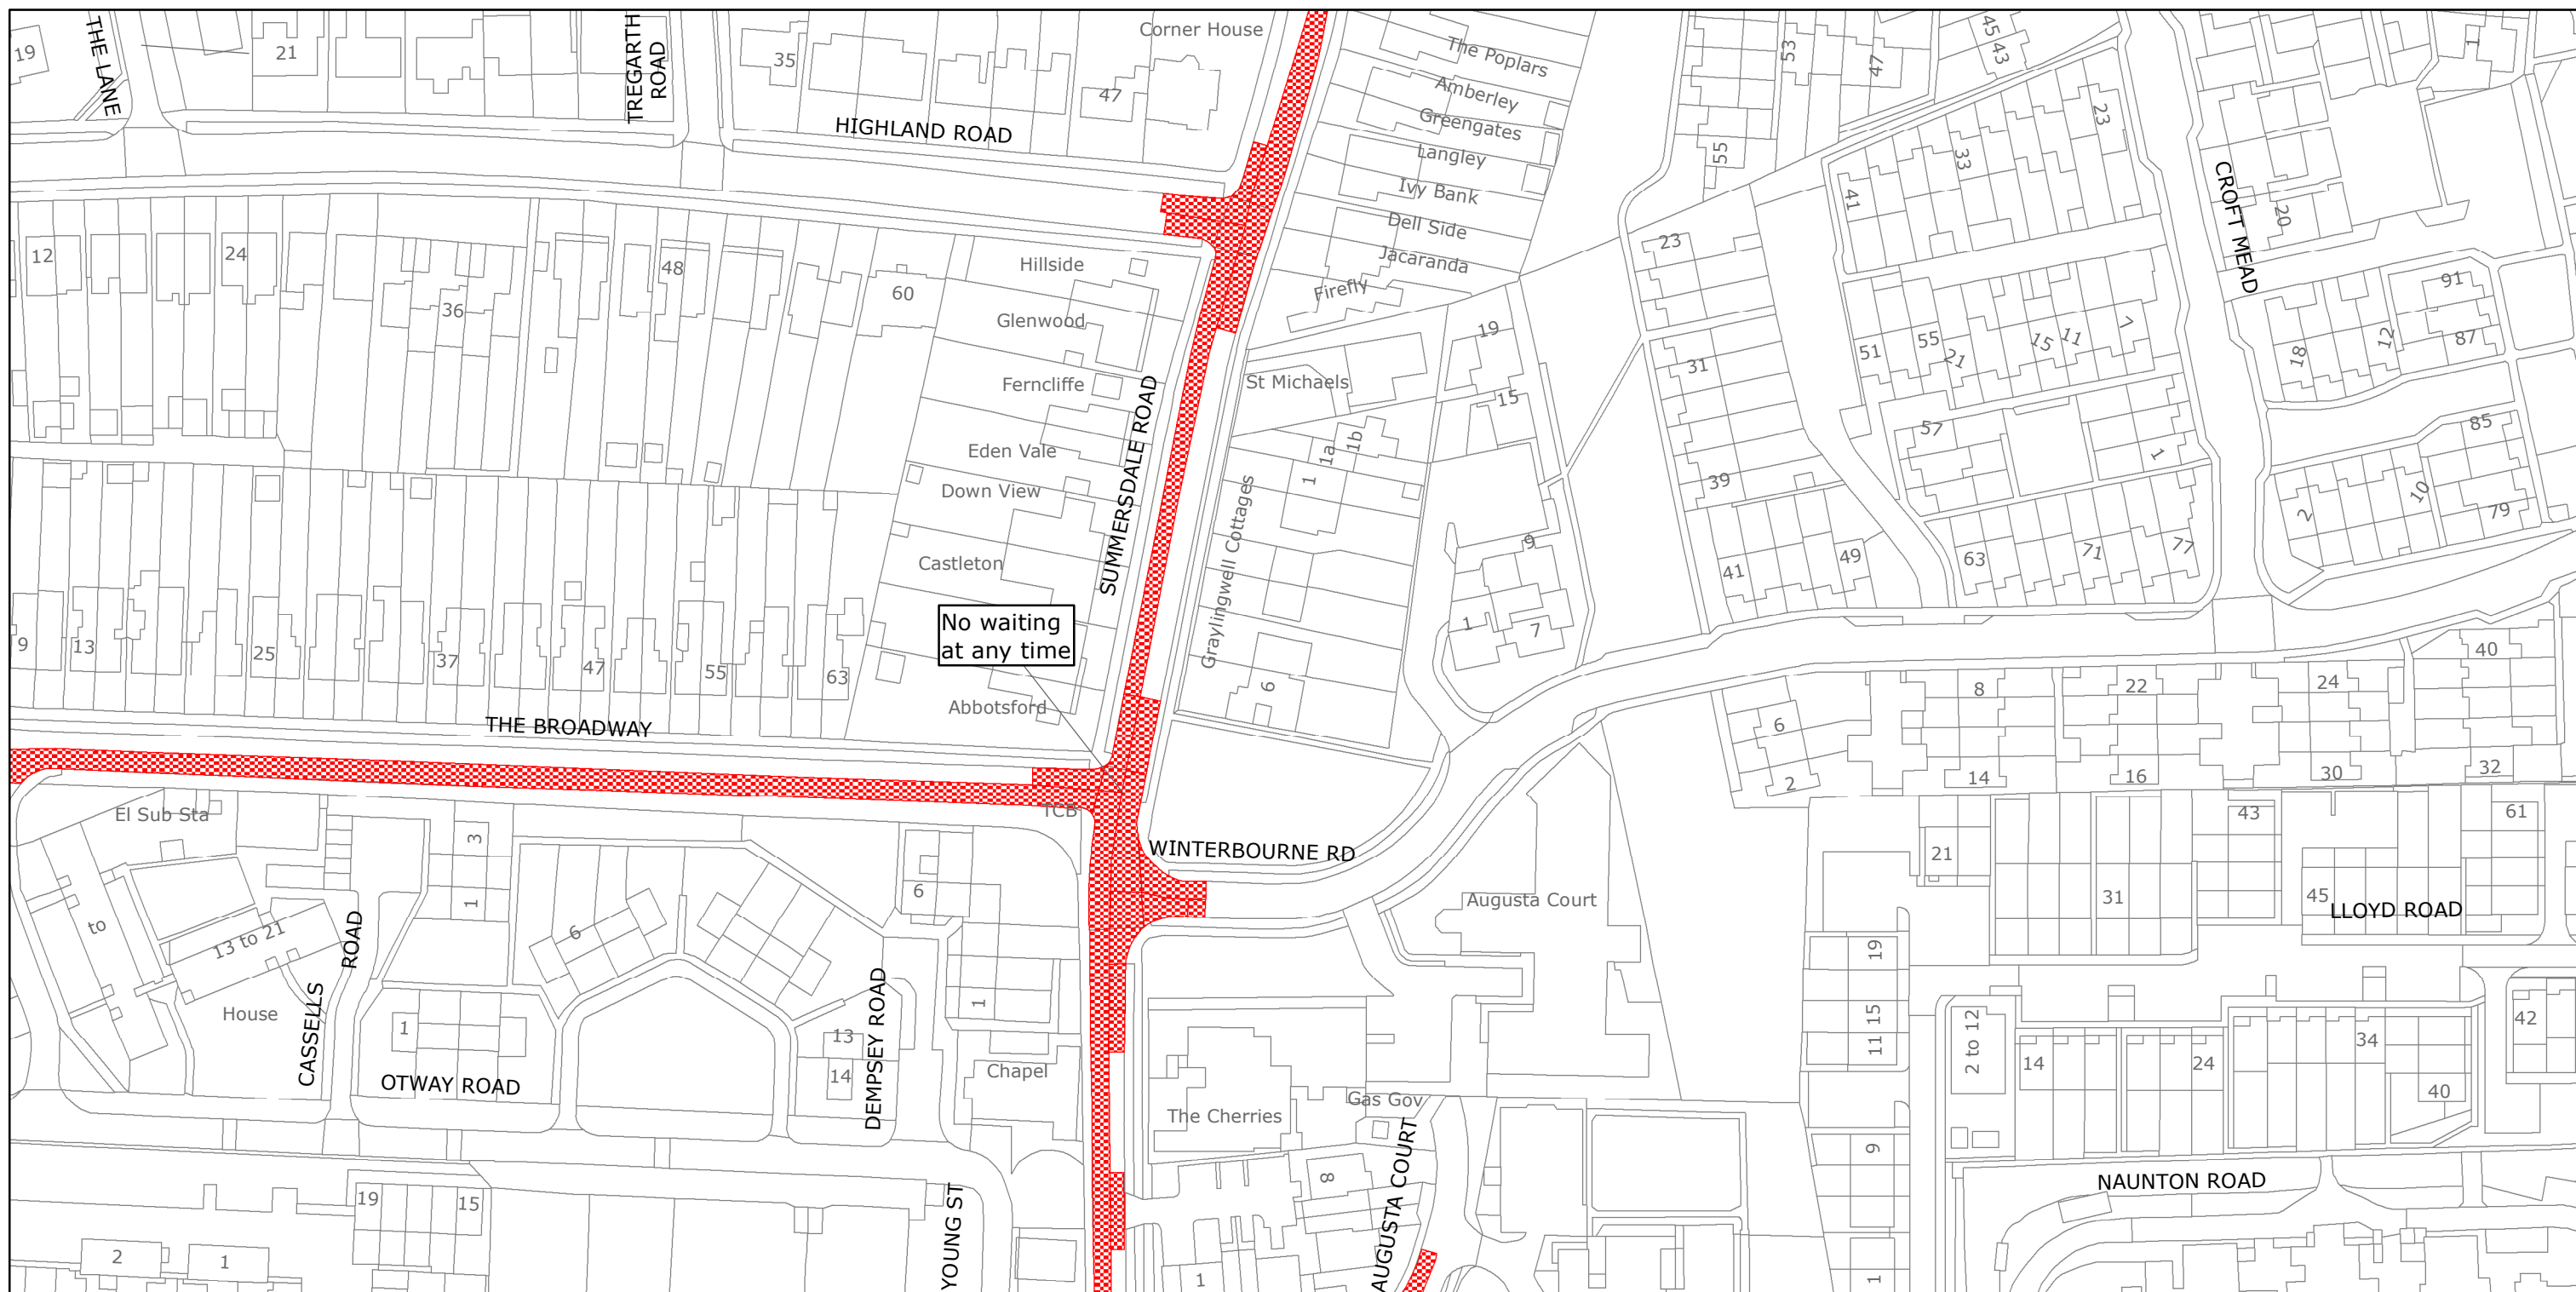 19
THE LANE
21
TREGARTH
ROAD
35
47
Corner House
HIGHLAND ROAD
The Poplars
Amberley
Greengates
Langley
Ivy Bank
Dell Side
Jacaranda
Firefly
53
47
45 43
55
41
33
23
CROFT MEAD
20
1
12
24
36
48
60
Hillside
Glenwood
Ferncliffe
Eden Vale
Down View
Castleton
Abbotsford
SUMMERSDALE ROAD
St Michaels
19
15
1a
1b
1
Graylingwell Cottages
6
9
1
7
23
31
39
41
49
51
55
21
15
11
7
57
1
63
71
77
18
12
91
87
85
2
10
79
No waiting
at any time
9
13
25
37
47
55
63
THE BROADWAY
TCB
WINTERBOURNE RD
El Sub Sta
to
13 to 21
House
CASSELLS
ROAD
3
1
6
6
1
1
OTWAY ROAD
13
14
DEMPSEY ROAD
Chapel
The Cherries
Gas Gov
8
AUGUSTA COURT
Augusta Court
6
2
8
14
22
16
24
30
40
32
21
31
43
45
61
LLOYD ROAD
19
15
11
9
1
2 to 12
14
24
34
40
42
NAUNTON ROAD
19
15
2
1
YOUNG ST
1